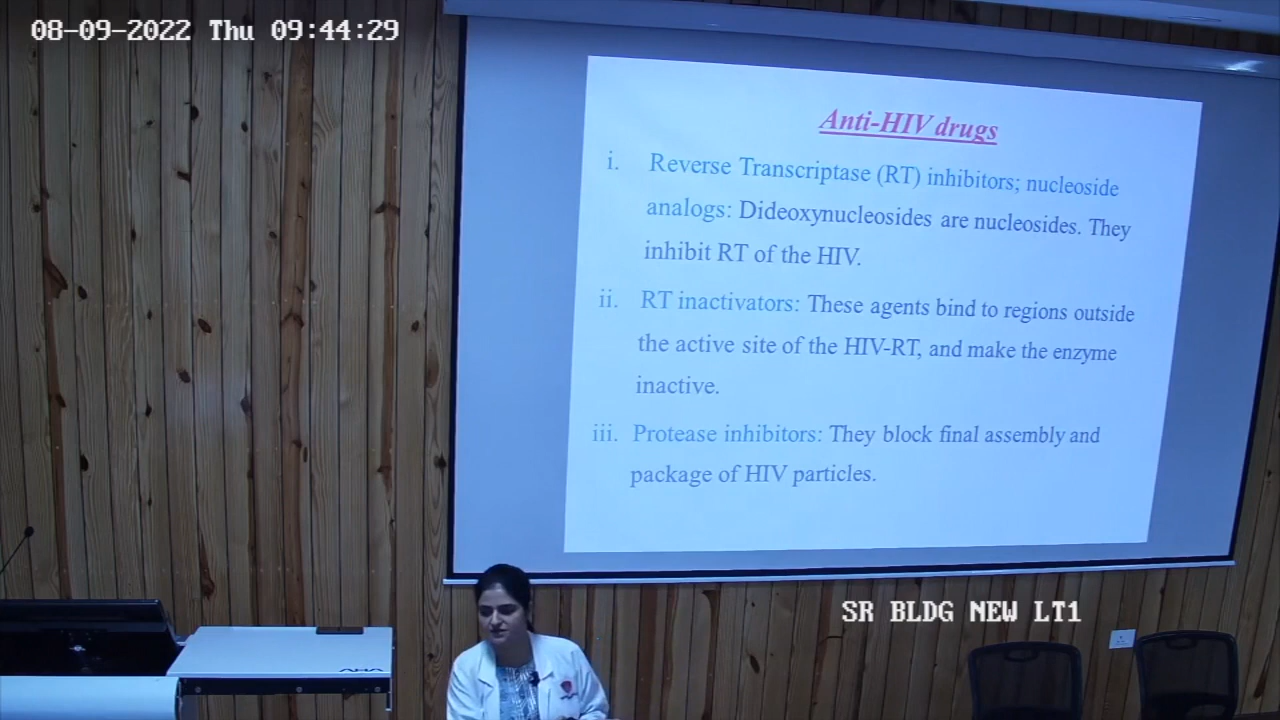 08-09-2022 Thu 09:44:29
Anti-HIV drugs
i. Reverse Transcriptase (RT) inhibitors; nucleoside
analogs: Dideoxynucleosides are nucleosides. They
inhibit RT of the HIV.
ii. RT inactivators: These agents bind to regions outside
the active site of the HIV-RT, and make the enzyme
inactive.
iii. Protease inhibitors: They block final assembly and
package of HIV particles.
SR BLDG NEW LT1